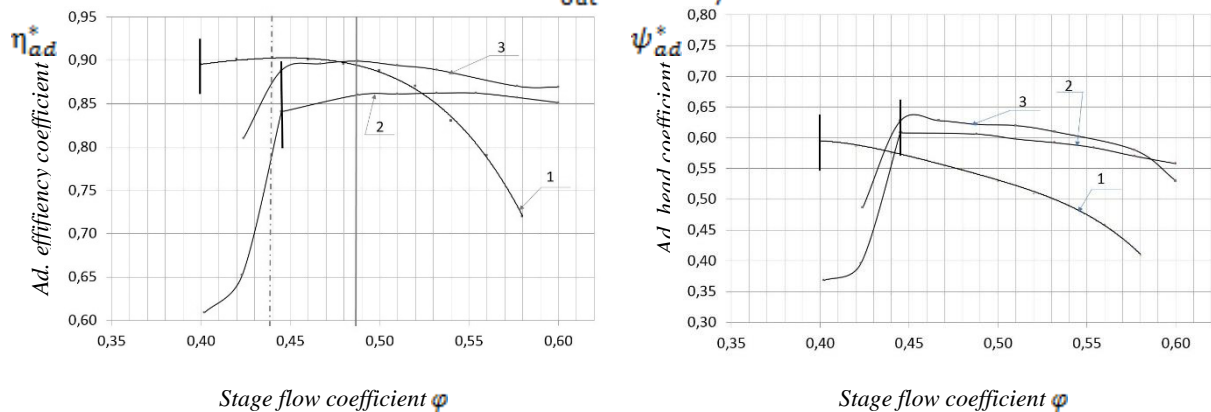 out
0,95
η*ad
0,90
0,85
0,80
0,75
0,70
0,65
0,60
Ad. effifiency coefficient
3
2
1
0,35 0,40 0,45 0,50 0,55 0,60
Stage flow coefficient φ
0,80
ψ*ad
0,75
0,70
0,65
0,60
0,55
0,50
0,45
0,40
0,35
0,30
Ad. head coefficient
2
3
1
0,35 0,40 0,45 0,50 0,55 0,60
Stage flow coefficient φ